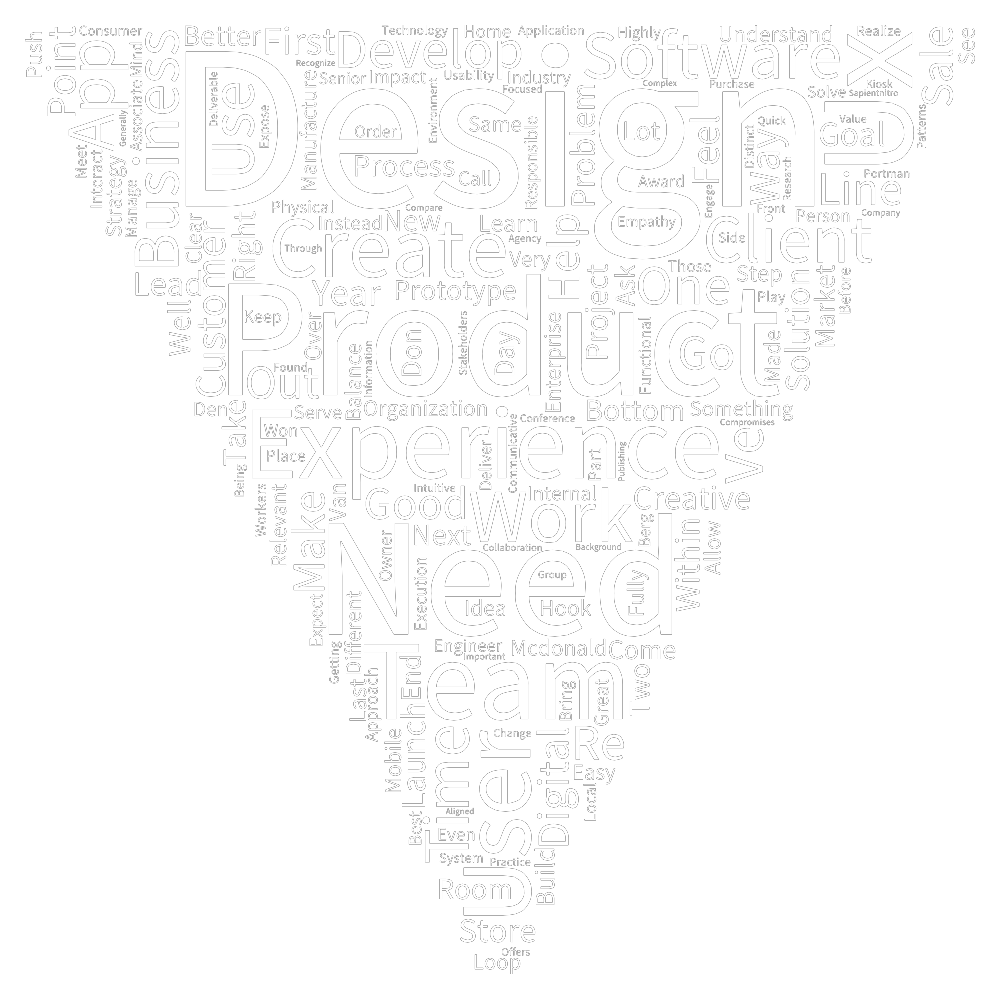 Push
Point
Consumer
App
Meet
Interact
Strategy
Generally
Manage
Associate
Mind
Business
Better
First
Recognize
Develop
Technology
Home
Application
Software
Highly
Understand
Realize
UX
Sale
See
Kiosk
Sapientnitro
Solve
Purchase
Complex
Senior
Impact
Usability
Industry
Focused
Design
Deliverable
Use
Expose
Manufacture
Order
Process
Environment
Same
Call
Responsible
Problem
Lot
Award
Empathy
Feel
Engage
Way
Distinct
Quick
Research
Value
Goal
Patterns
Portman
Line
Company
Person
Front
Client
Side
Up
Physical
Compare
Instead
New
Learn
Agency
Very
Help
Create
Through
Right
Clear
Lead
Customer
Well
Year
Prototype
Project
Ask
One
Those
Step
Play
Solution
Market
Before
Made
Product
Keep
Over
Found
Out
Balance
Information
Don
Stakeholders
Day
Enterprise
Functional
Go
Den
Take
Serve
Organization
Conference
Bottom
Something
Compromises
Experience
Won
Place
Ve
Being
Deliver
Communicative
Part
Publishing
Workers
Relevant
Make
Van
Good
Intuitive
Internal
Creative
Work
Next
Collaboration
Background
Berg
Within
Allow
Need
Owner
Execution
Group
Idea
Hook
Fully
Expect
Getting
Different
Last
Approach
Engineer
Important
Mcdonald
Come
Team
End
Launch
Mobile
Bring
Great
Two
Change
Re
Easy
Local
Digital
Time
User
Aligned
Best
Even
System
Practice
Build
Room
Store
Offers
Loop